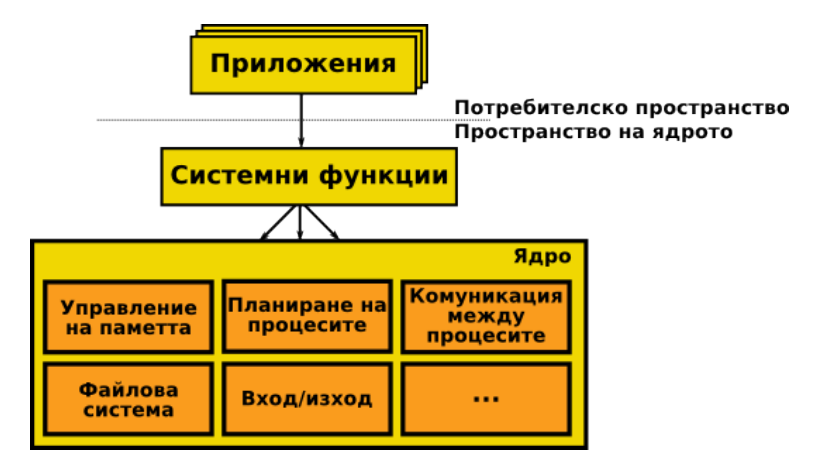 Приложения
Потребителско пространство
Пространство на ядрото
Системни функции
Ядро
Управление
на паметта
Планиране на
процесите
Комуникация
между
процесите
Файлова
система
Вход/изход
...